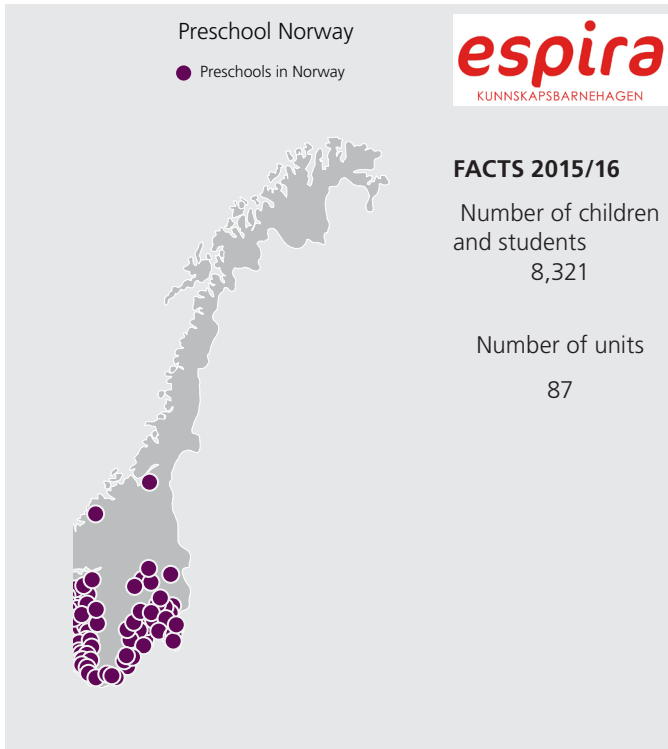 Preschool Norway
Preschools in Norway
espira
KUNNSKAPSBARNEHAGEN
FACTS 2015/16
Number of children
and students
8,321
Number of units
87